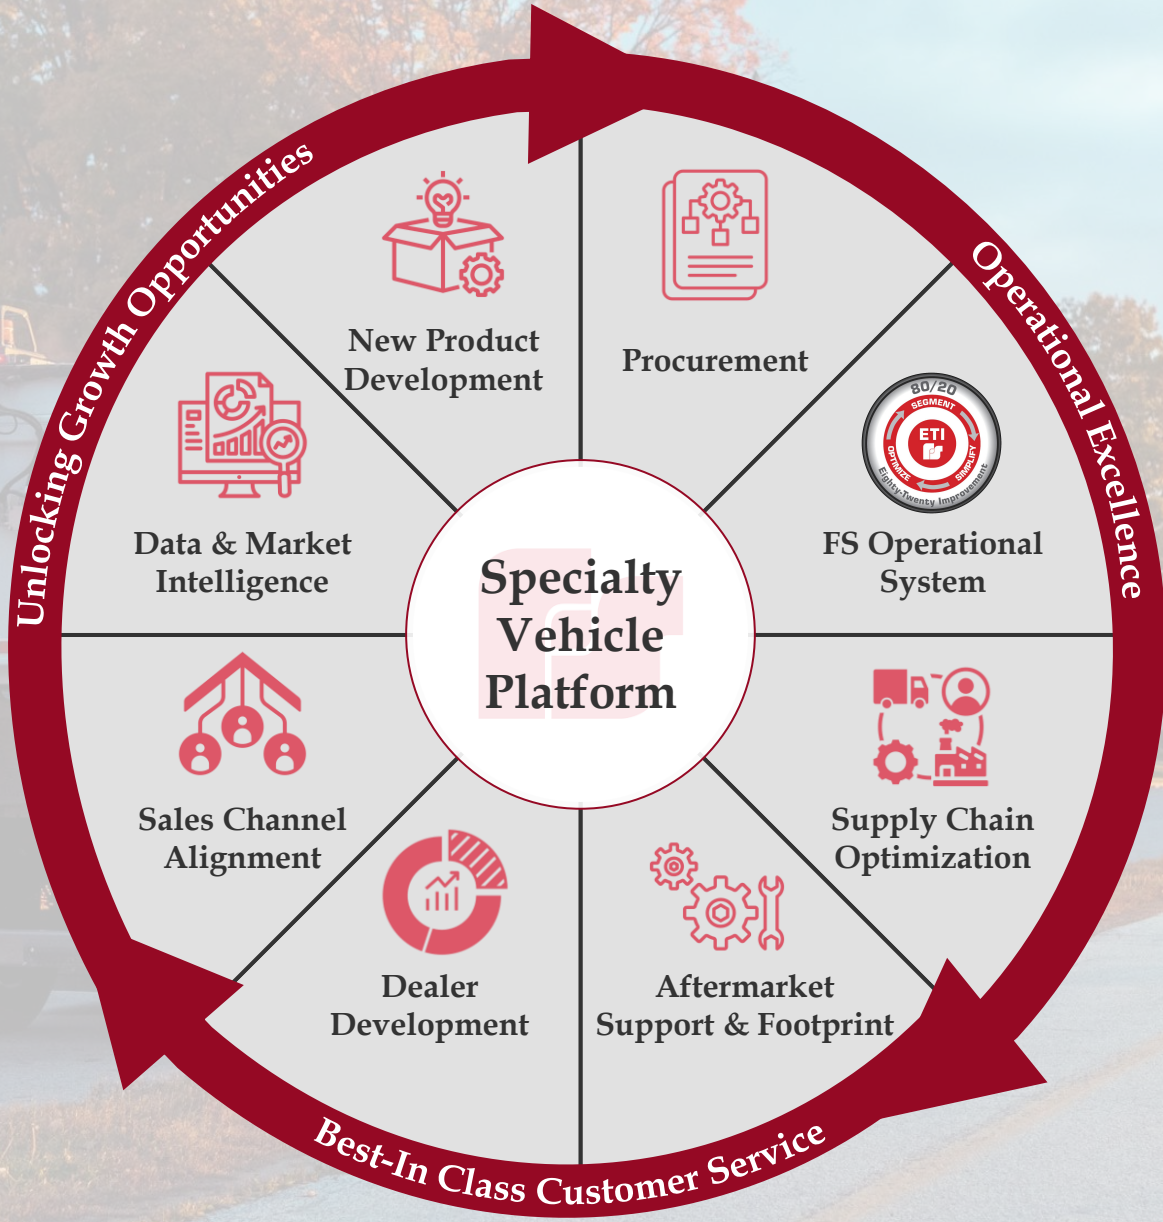 Unlocking Growth Opportunities
Operational Excellence
Best-In Class Customer Service
New Product
Development
Procurement
Data & Market
Intelligence
80/20
SEGMENT
SIMPLIFY
OPTIMIZE
ETI
Eighty-Twenty Improvement
FS Operational
System
Specialty
Vehicle
Platform
Sales Channel
Alignment
Supply Chain
Optimization
Dealer
Development
Aftermarket
Support & Footprint